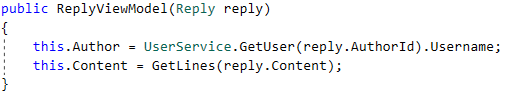 public ReplyViewModel(Reply reply)
{
    this.Author = UserService.GetUser(reply.AuthorId).Username;
    this.Content = GetLines(reply.Content);
}